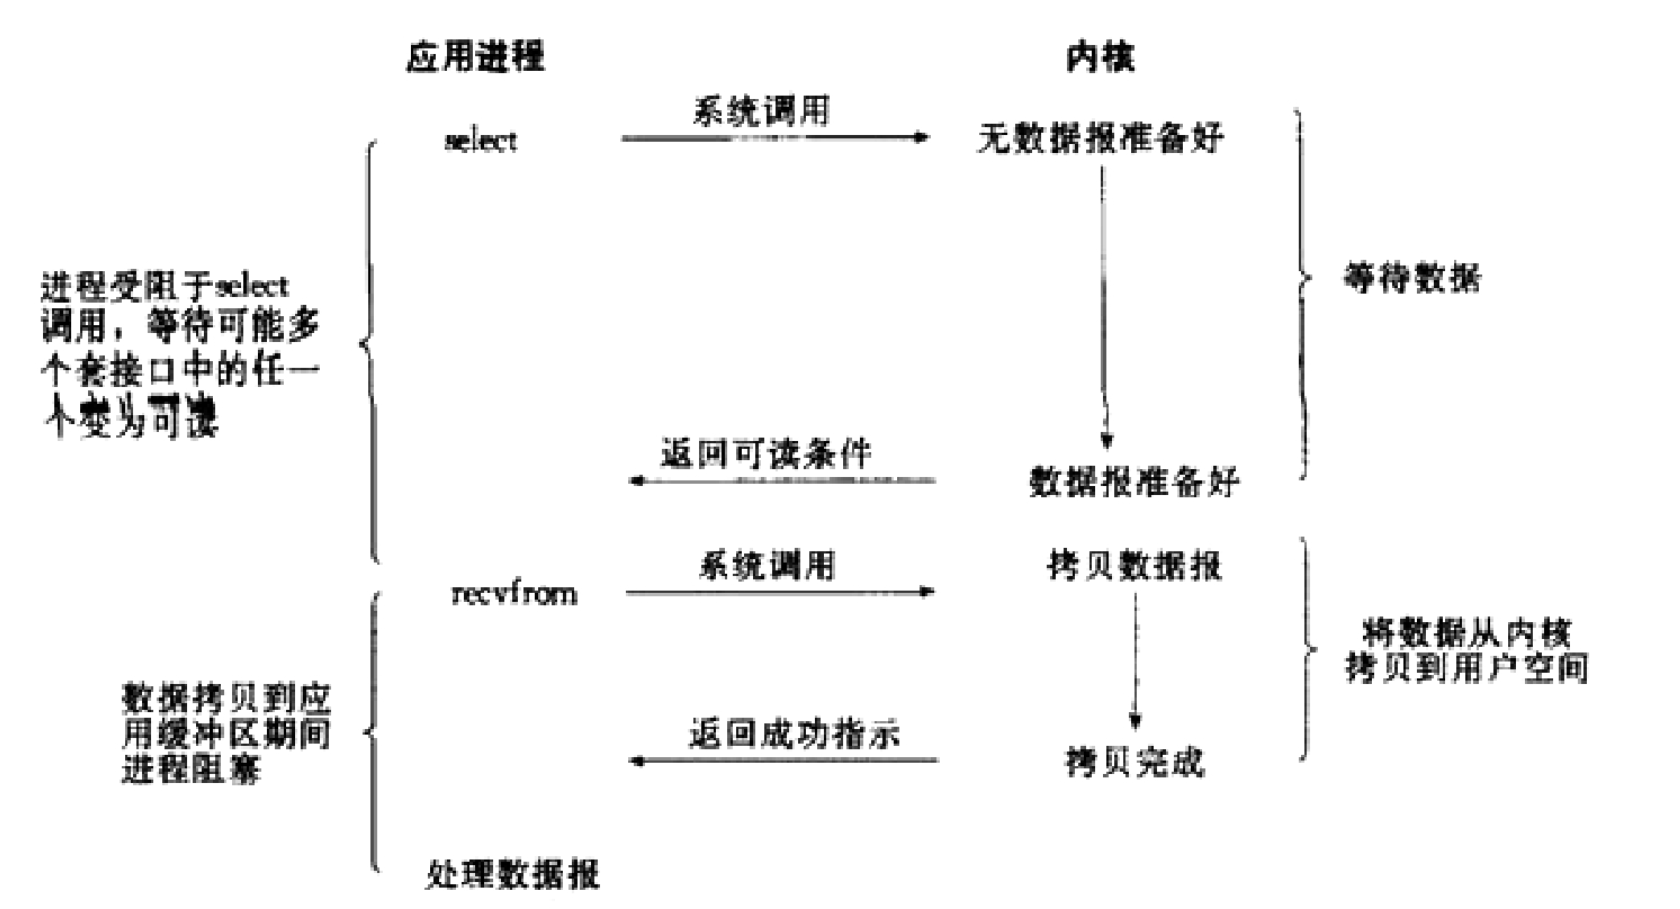 应用进程
内核
系统调用
select
无数据报准备好
进程受阻于select
调用，等待可能多
个套接口中的任一
个变为可读
等待数据
返回可读条件
数据报准备好
系统调用
recvfrom
拷贝数据报
将数据从内核
拷贝到用户空间
数据拷贝到应
用缓冲区期间
进程阻塞
返回成功指示
拷贝完成
处理数据报